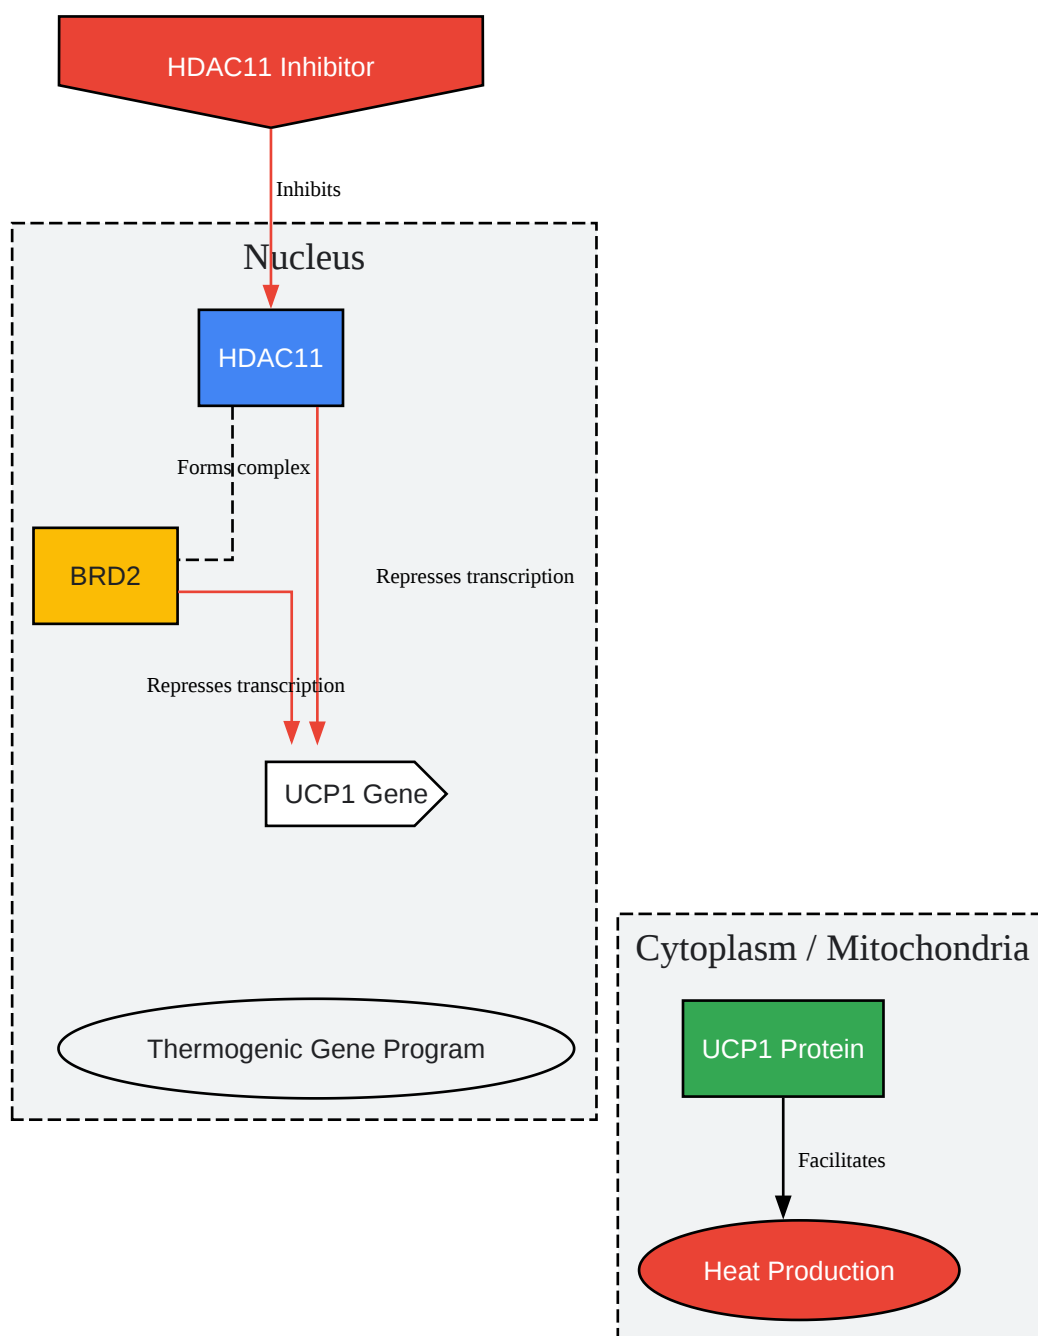 HDAC11 Inhibitor
Inhibits
Nucleus
HDAC11
Forms complex
BRD2
Represses transcription
Represses transcription
UCP1 Gene
Cytoplasm / Mitochondria
Thermogenic Gene Program
UCP1 Protein
Facilitates
Heat Production